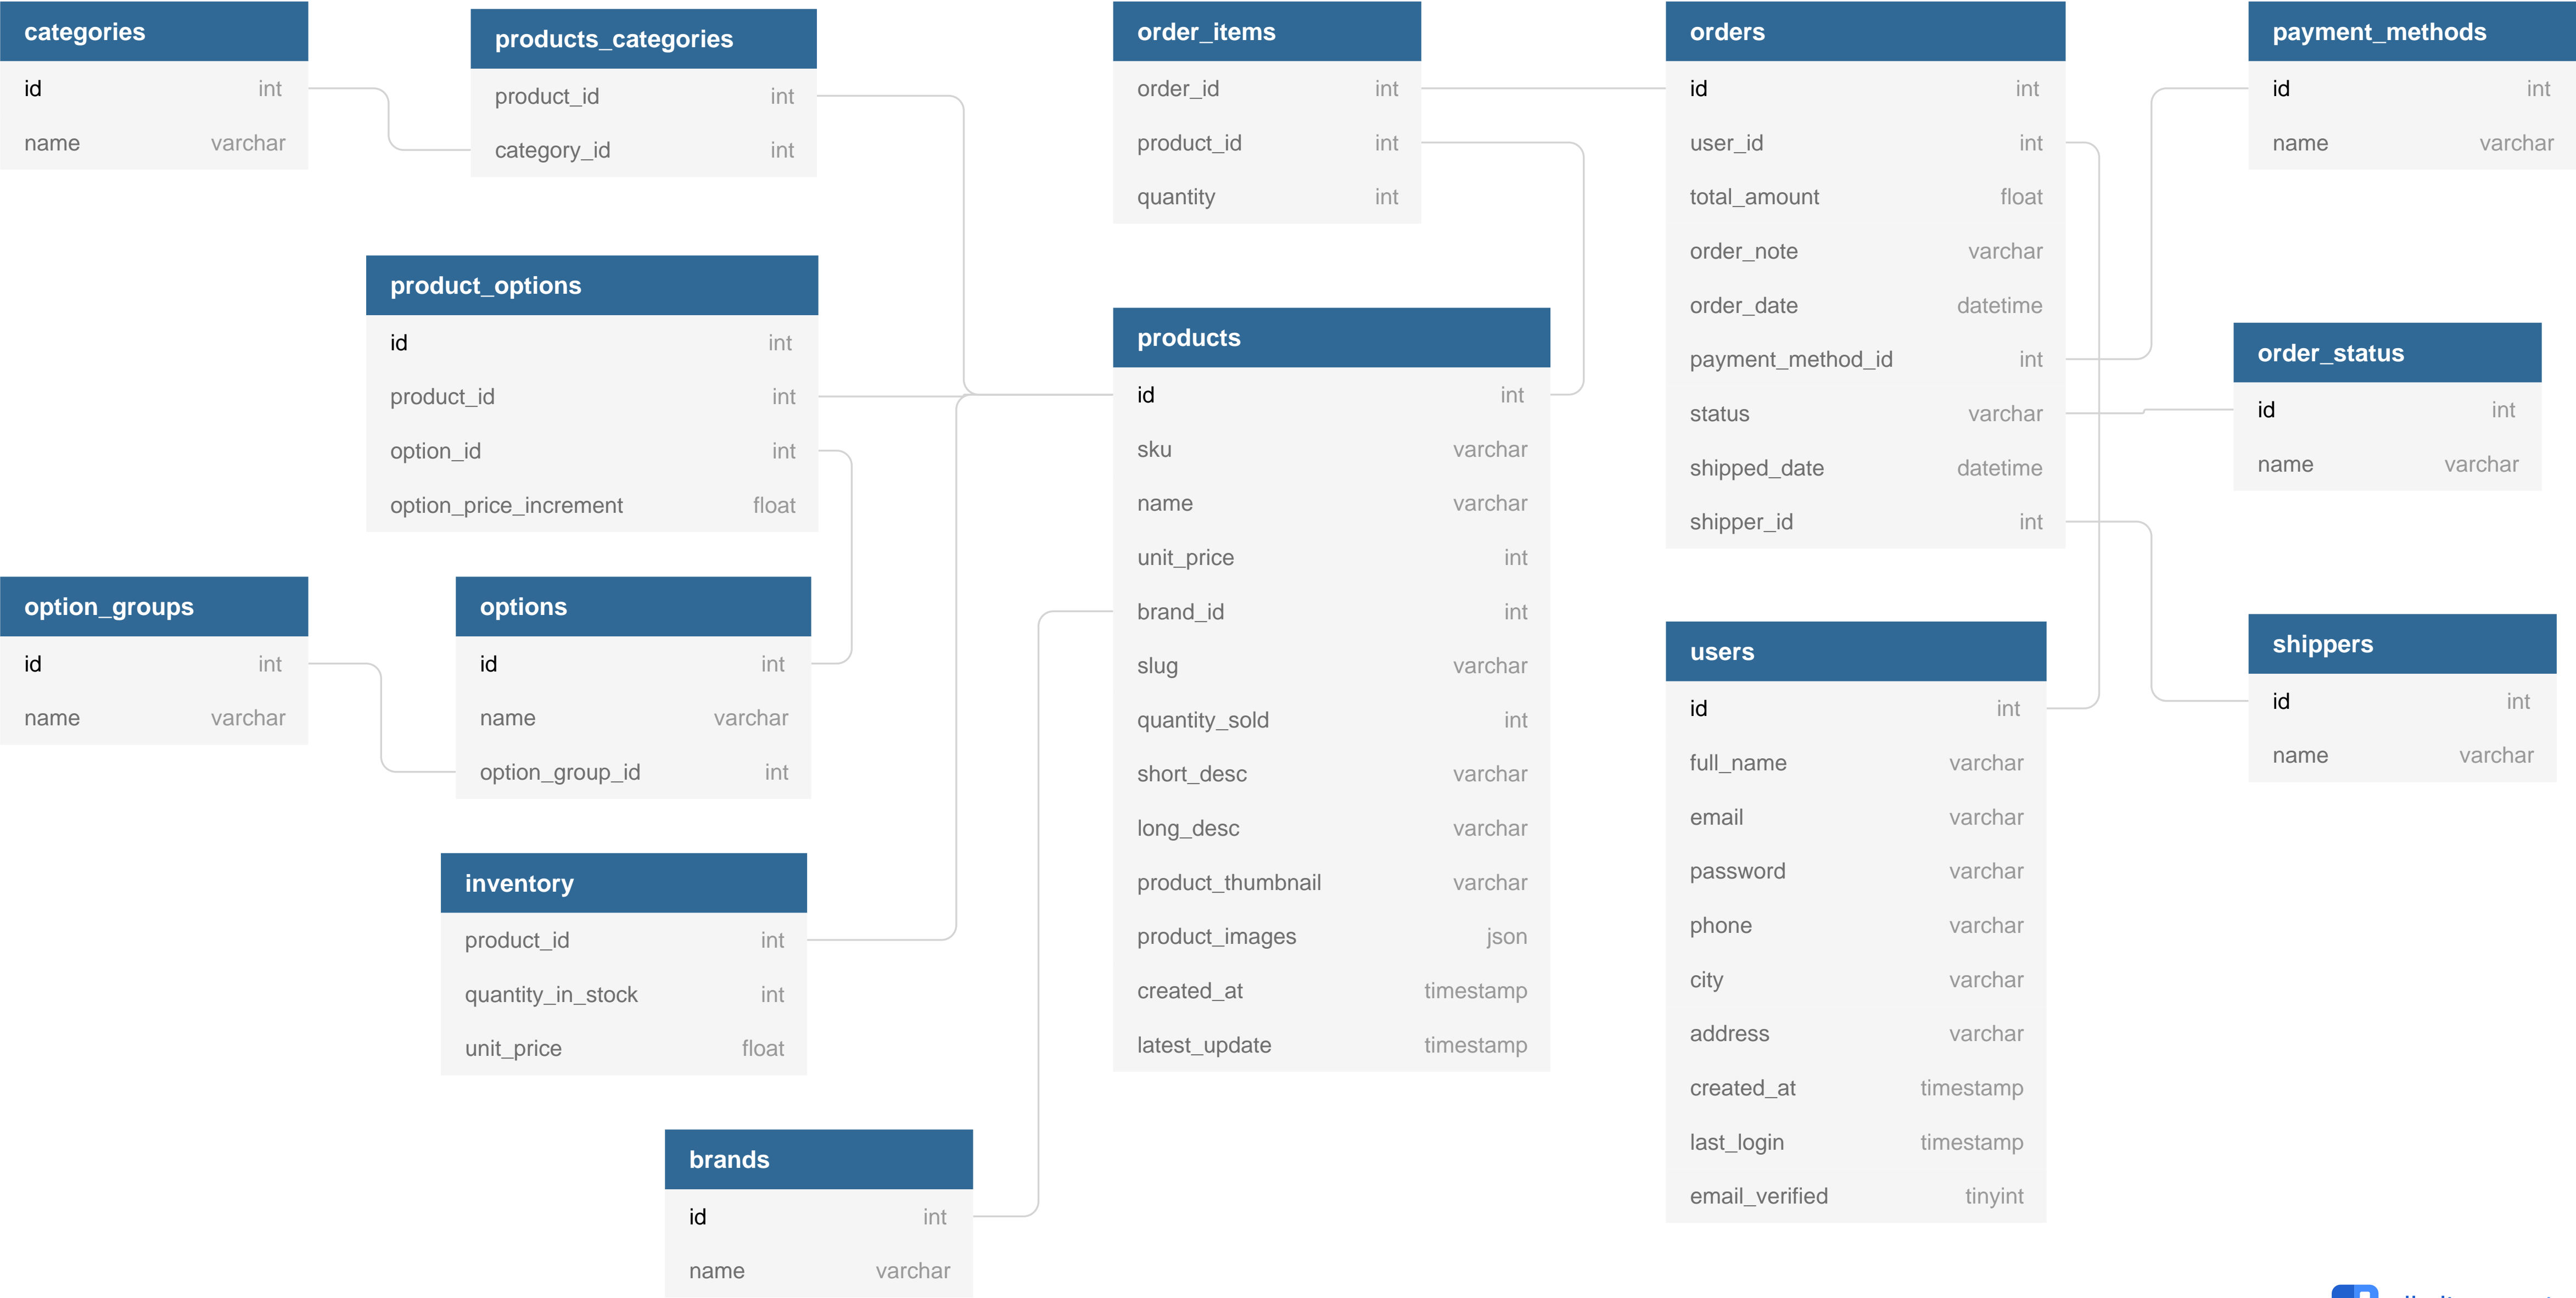 categories
id int
name varchar
products_categories
product_id int
category_id int
order_items
order_id int
product_id int
quantity int
orders
id int
user_id int
total_amount float
order_note varchar
order_date datetime
payment_method_id int
status varchar
shipped_date datetime
shipper_id int
payment_methods
id int
name varchar
product_options
id int
product_id int
option_id int
option_price_increment float
products
id int
sku varchar
name varchar
unit_price int
brand_id int
slug varchar
quantity_sold int
short_desc varchar
long_desc varchar
product_thumbnail varchar
product_images json
created_at timestamp
latest_update timestamp
order_status
id int
name varchar
option_groups
id int
name varchar
options
id int
name varchar
option_group_id int
users
id int
full_name varchar
email varchar
password varchar
phone varchar
city varchar
address varchar
created_at timestamp
last_login timestamp
email_verified tinyint
shippers
id int
name varchar
inventory
product_id int
quantity_in_stock int
unit_price float
brands
id int
name varchar